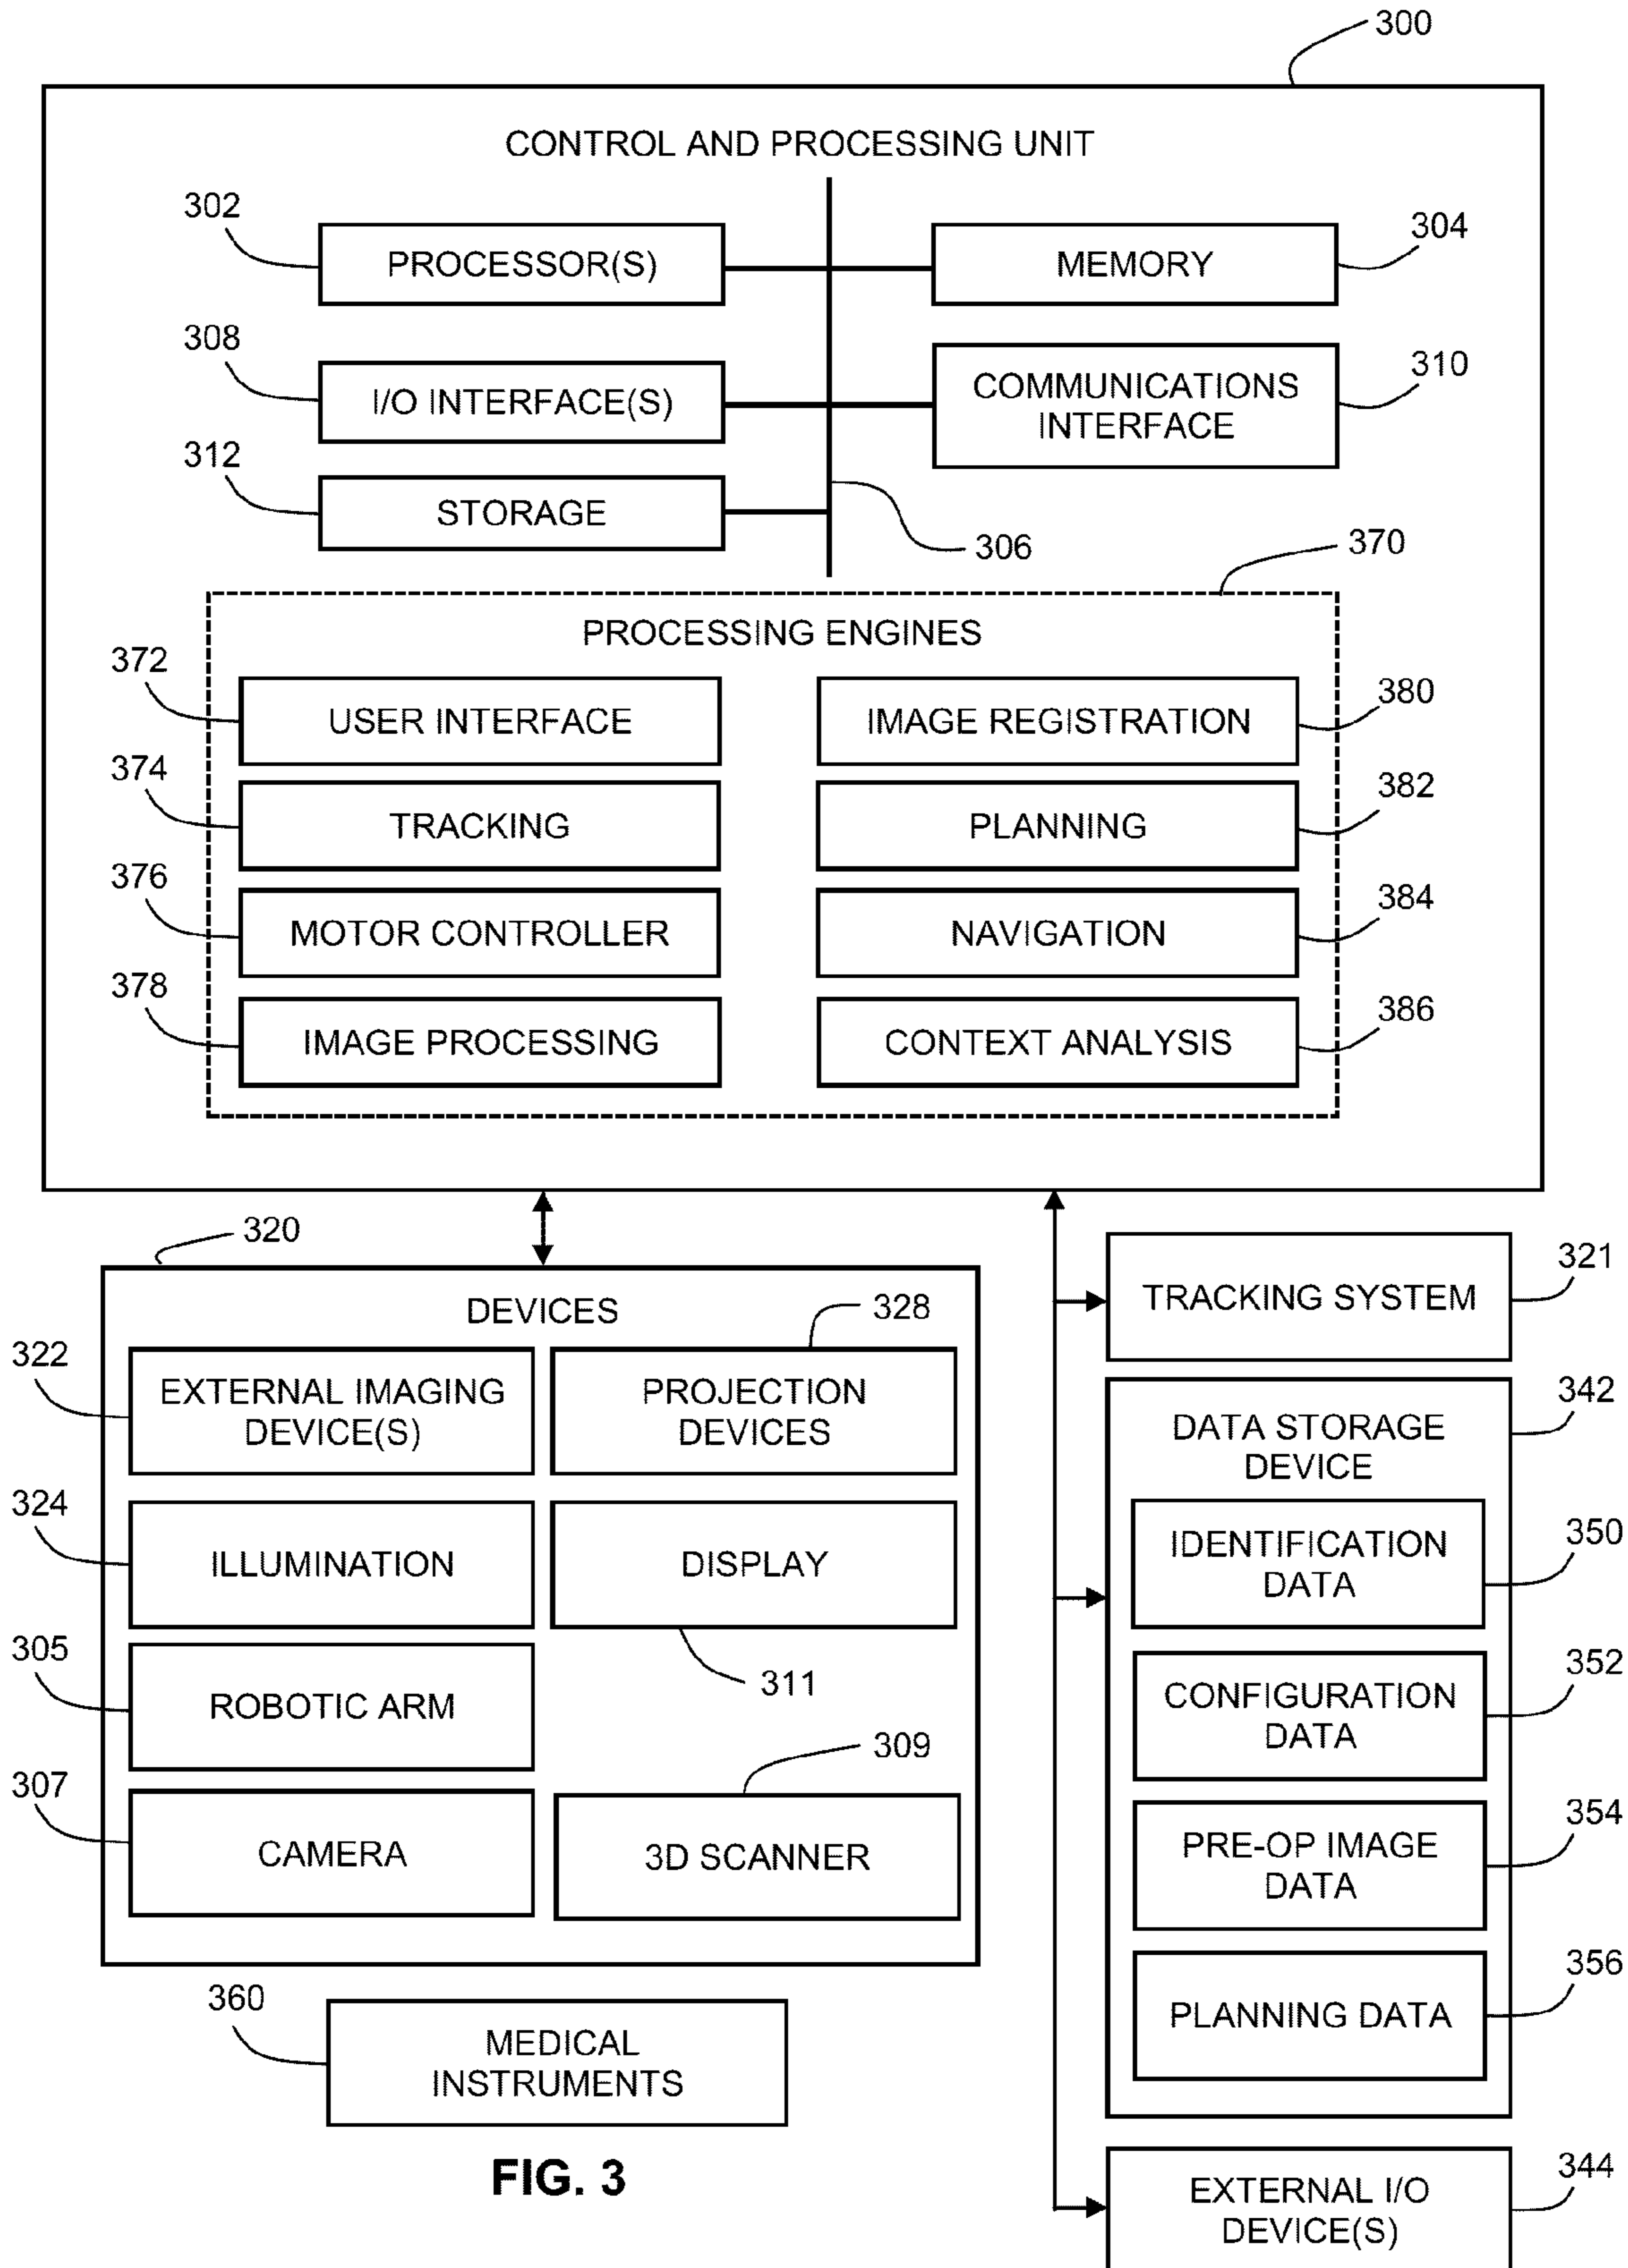 300
CONTROL AND PROCESSING UNIT
302
PROCESSOR(S)
MEMORY
304
308
I/O INTERFACE(S)
COMMUNICATIONS
INTERFACE
310
312
STORAGE
306
370
PROCESSING ENGINES
372
USER INTERFACE
IMAGE REGISTRATION
380
374
TRACKING
PLANNING
382
376
MOTOR CONTROLLER
NAVIGATION
384
378
IMAGE PROCESSING
CONTEXT ANALYSIS
386
320
DEVICES
322
EXTERNAL IMAGING
DEVICE(S)
328
PROJECTION
DEVICES
324
ILLUMINATION
DISPLAY
311
305
ROBOTIC ARM
309
307
CAMERA
3D SCANNER
360
MEDICAL
INSTRUMENTS
TRACKING SYSTEM
321
342
DATA STORAGE
DEVICE
IDENTIFICATION
DATA
350
CONFIGURATION
DATA
352
PRE-OP IMAGE
DATA
354
PLANNING DATA
356
EXTERNAL I/O
DEVICE(S)
344
FIG. 3